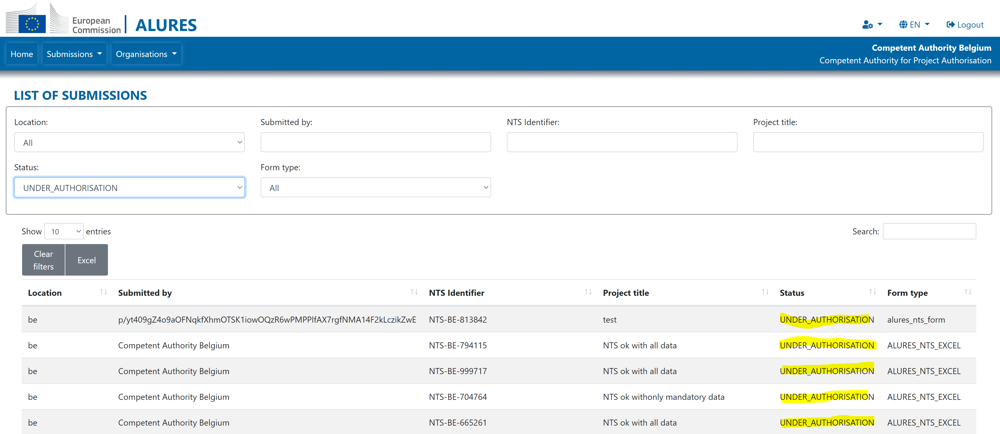 European
Commission
ALURES
EN
Logout
Home
Submissions
Organisations
Competent Authority Belgium
Competent Authority for Project Authorisation
LIST OF SUBMISSIONS
Location:
Submitted by:
NTS Identifier:
Project title:
All
Status:
Form type:
UNDER_AUTHORISATION
All
Show 10 entries
Search:
Clear
filters
Excel
Location Submitted by NTS Identifier Project title Status Form type
be p/yt409gZ4o9aOFNqkfXhmOTSK1iowOQzR6wPMPPlfAX7rgfNMA14F2kLczikZwE NTS-BE-813842 test UNDER_AUTHORISATION alures_nts_form
be Competent Authority Belgium NTS-BE-794115 NTS ok with all data UNDER_AUTHORISATION ALURES_NTS_EXCEL
be Competent Authority Belgium NTS-BE-999717 NTS ok with all data UNDER_AUTHORISATION ALURES_NTS_EXCEL
be Competent Authority Belgium NTS-BE-704764 NTS ok withonly mandatory data UNDER_AUTHORISATION ALURES_NTS_EXCEL
be Competent Authority Belgium NTS-BE-665261 NTS ok with all data UNDER_AUTHORISATION ALURES_NTS_EXCEL